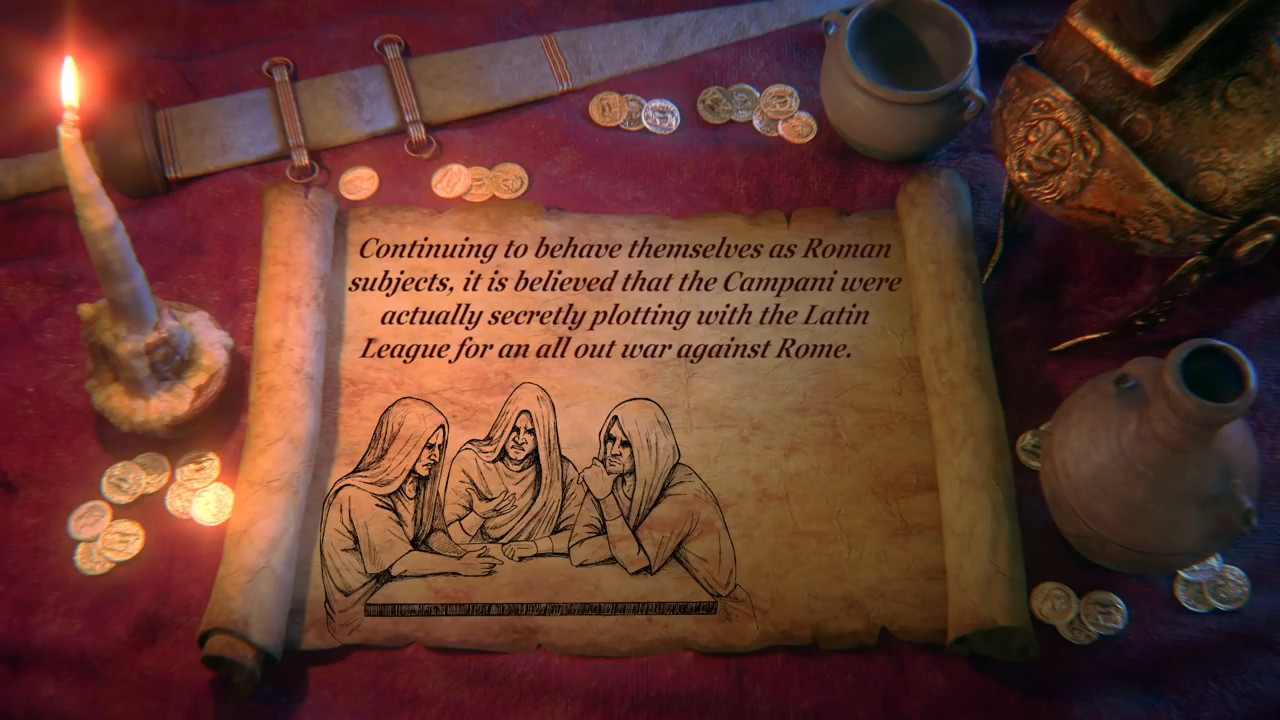 Continuing to behave themselves as Roman
subjects, it is believed that the Campani were
actually secretly plotting with the Latin
League for an all out war against Rome.